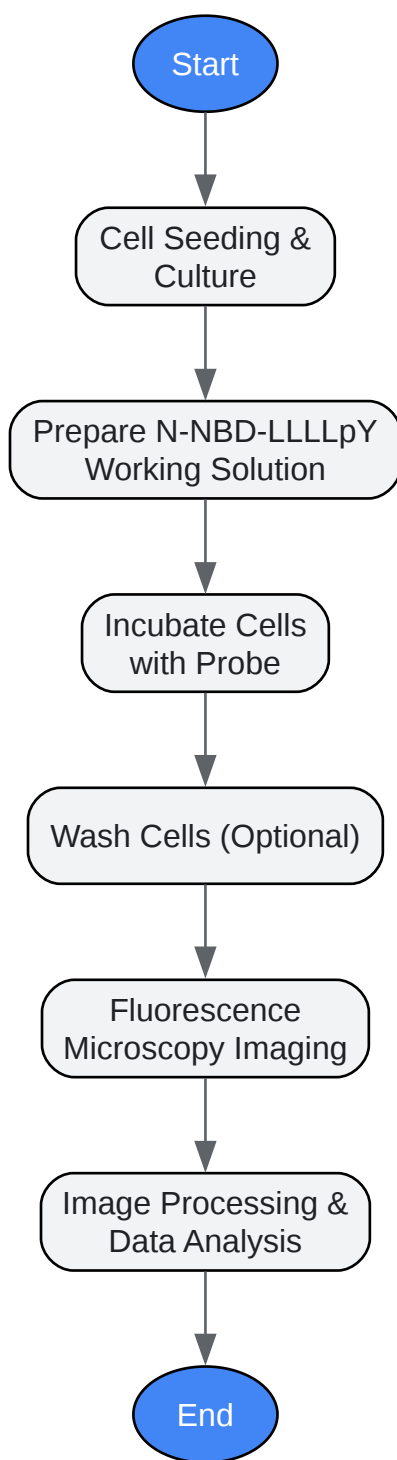 Start
Cell Seeding &
Culture
Prepare N-NBD-LLLLpY
Working Solution
Incubate Cells
with Probe
Wash Cells (Optional)
Fluorescence
Microscopy Imaging
Image Processing &
Data Analysis
End